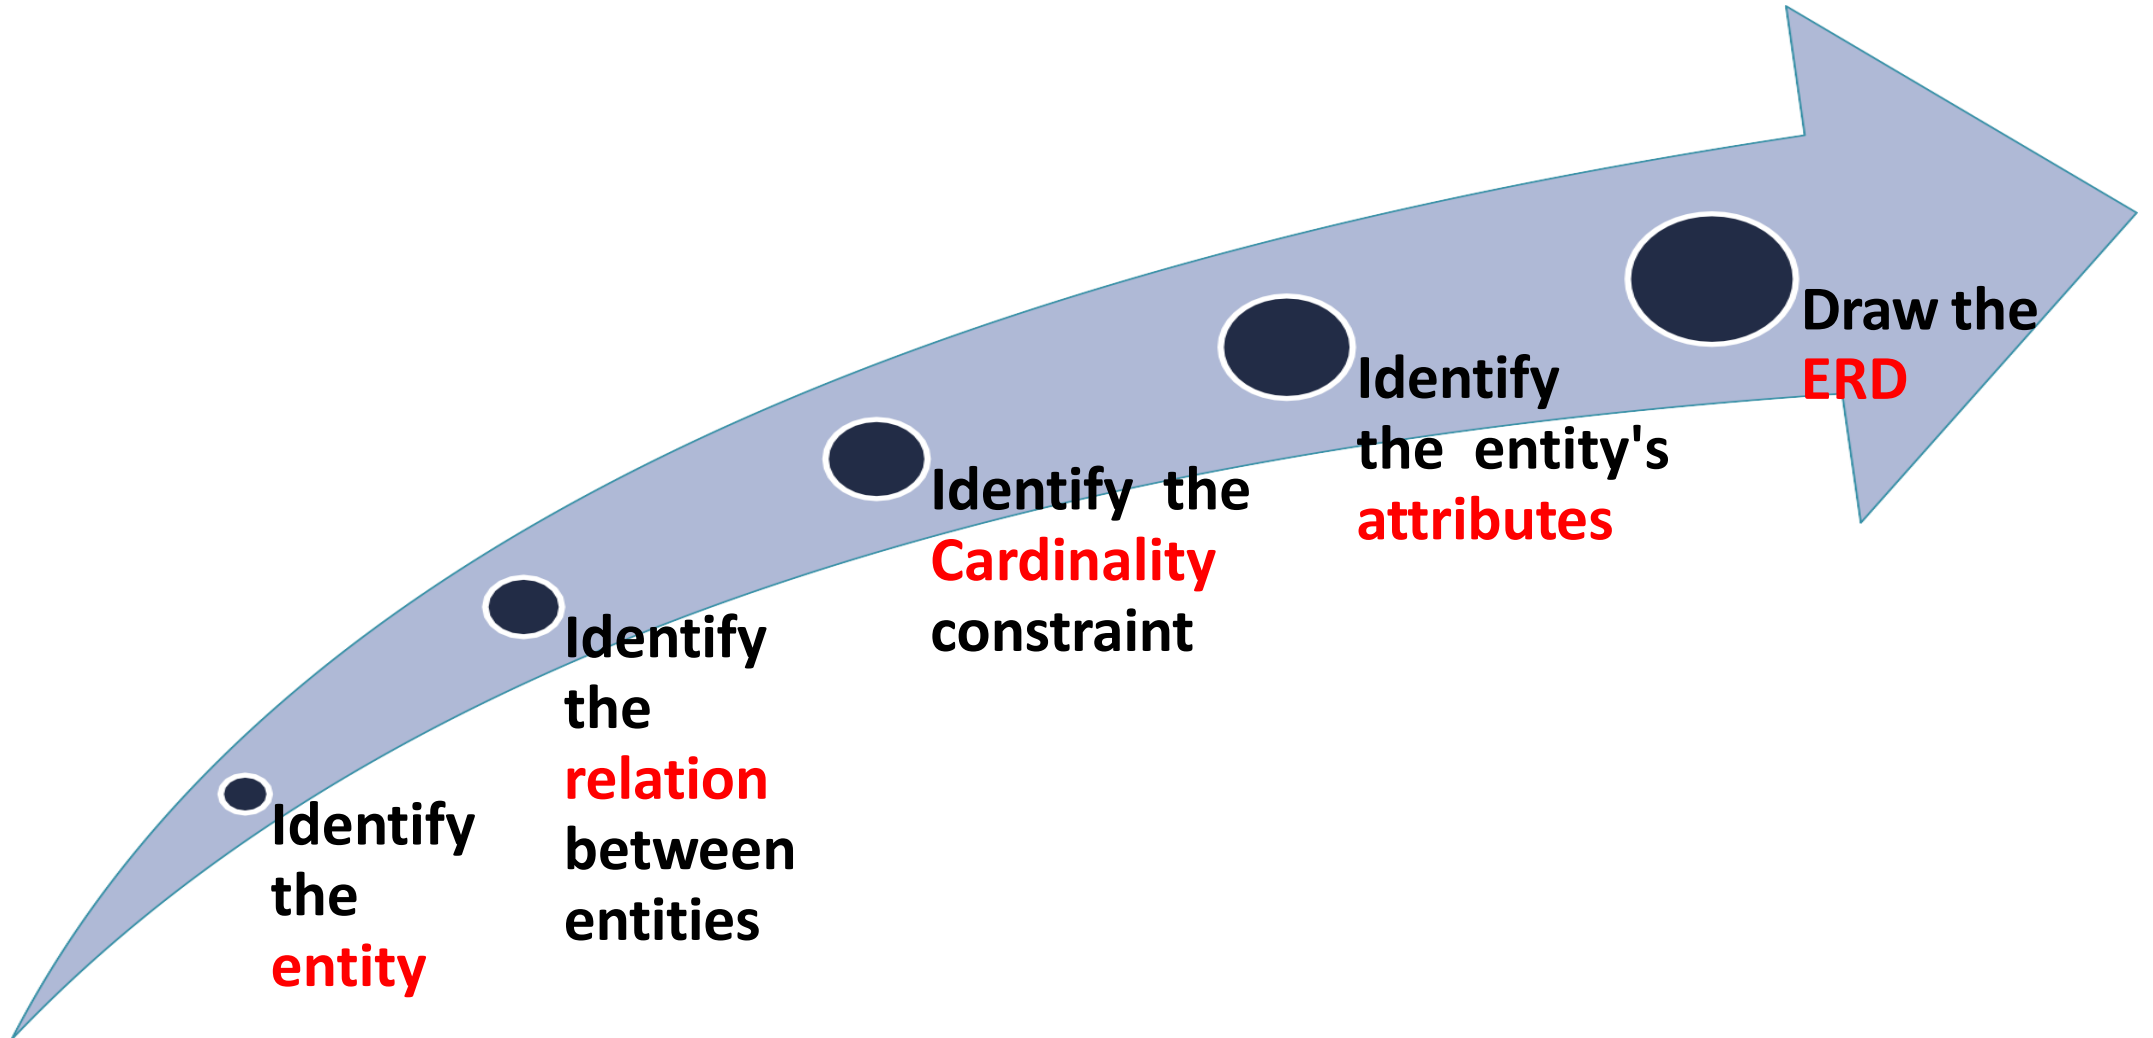 Identify
the
entity
Identify
the
relation
between
entities
Identify the
Cardinality
constraint
Identify
the entity's
attributes
Draw the
ERD